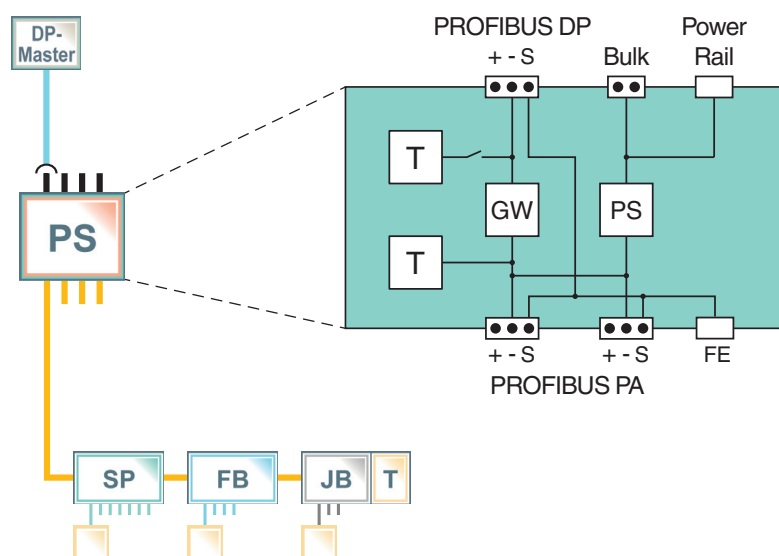 DP-
Master
PROFIBUS DP
Power
Rail
+ - S
Bulk
T
GW
PS
T
PS
+ - S
+ - S
FE
PROFIBUS PA
SP
FB
JB
T